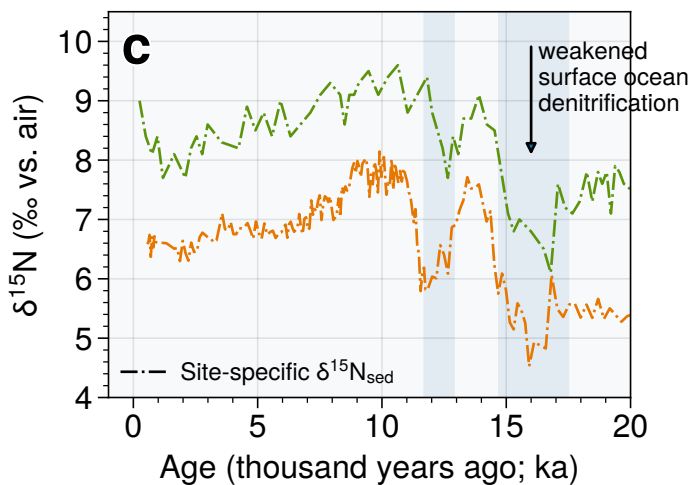 c
weakened
surface ocean
denitrification
10
9
8
7
6
5
4
δ¹⁵N (‰ vs. air)
Site-specific δ¹⁵N_sed
0 5 10 15 20
Age (thousand years ago; ka)